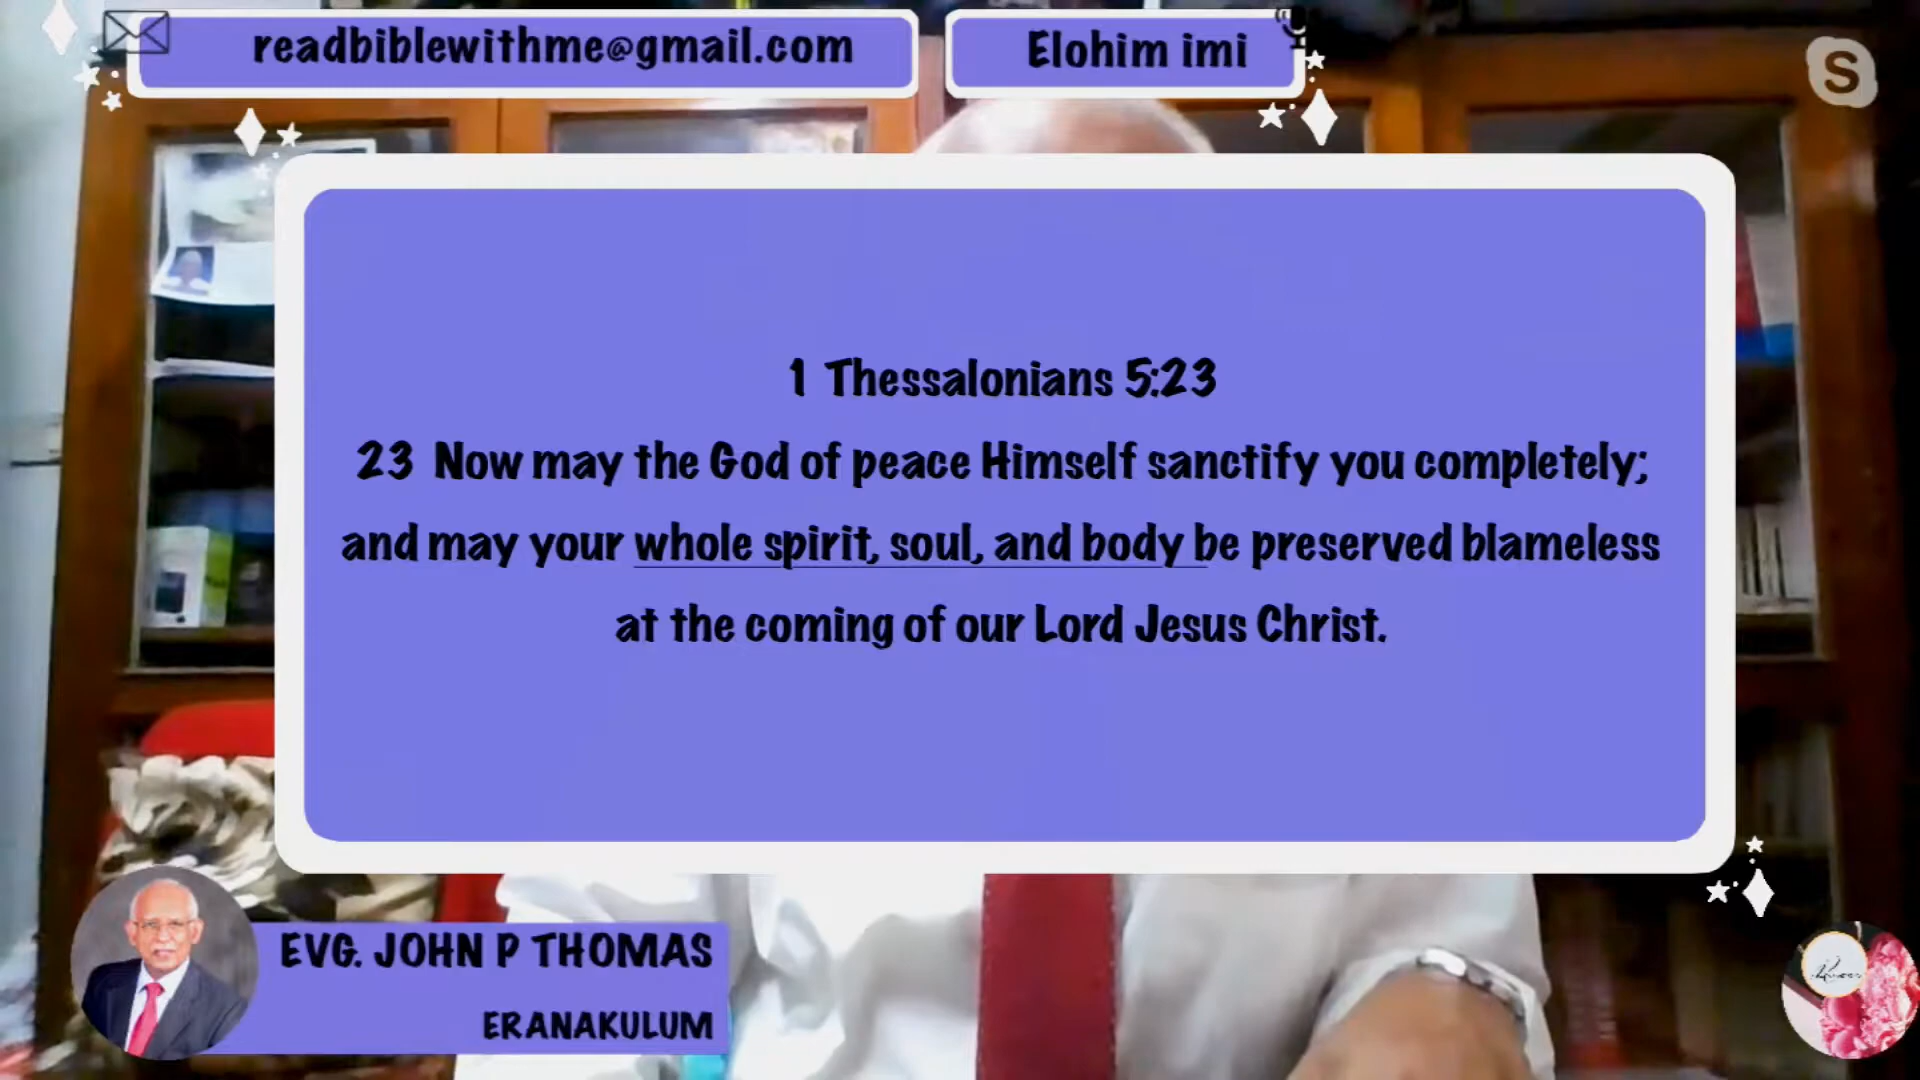 readbiblewithme@gmail.com
Elohim imi
S
1 Thessalonians 5:23
23 Now may the God of peace Himself sanctify you completely;
and may your whole spirit, soul, and body be preserved blameless
at the coming of our Lord Jesus Christ.
EVG. JOHN P THOMAS
ERANAKULUM